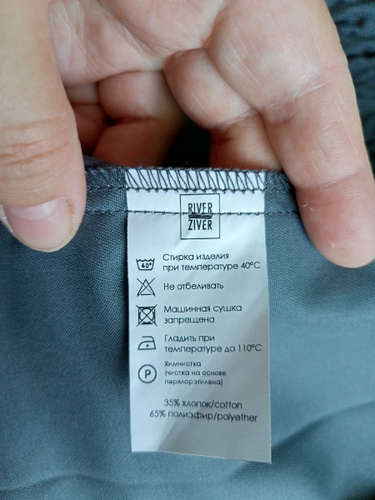 RIVER
ZIVER
40°
Стирка изделия
при температуре 40°C
Не отбеливать
Машинная сушка
запрещена
Гладить при
температуре до 110°C
P
Химчистка
(чистка на основе
перхлорэтилена)
35% хлопок/cotton
65% полиэфир/polyether